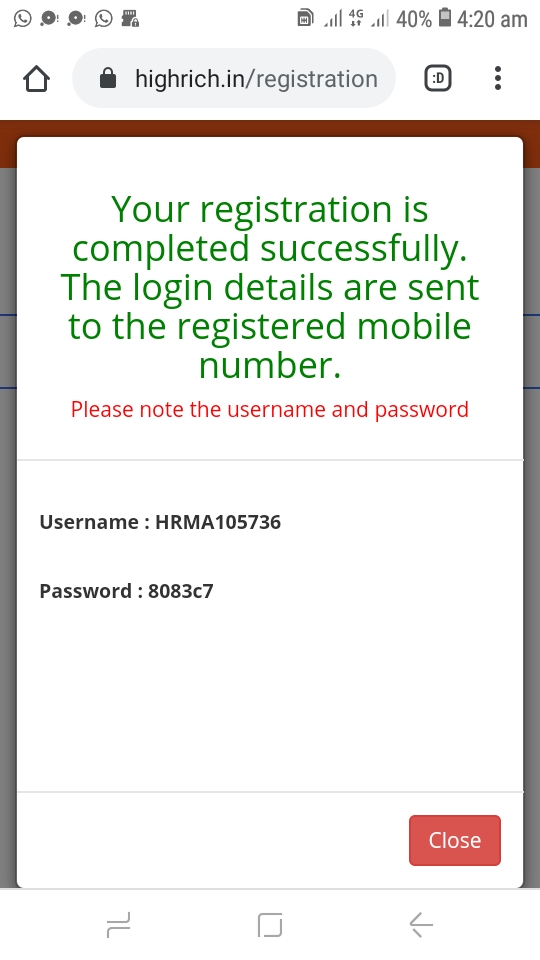 4G 40% 4:20 am
highrich.in/registration :D
Your registration is
completed successfully.
The login details are sent
to the registered mobile
number.
Please note the username and password
Username : HRMA105736
Password : 8083c7
Close